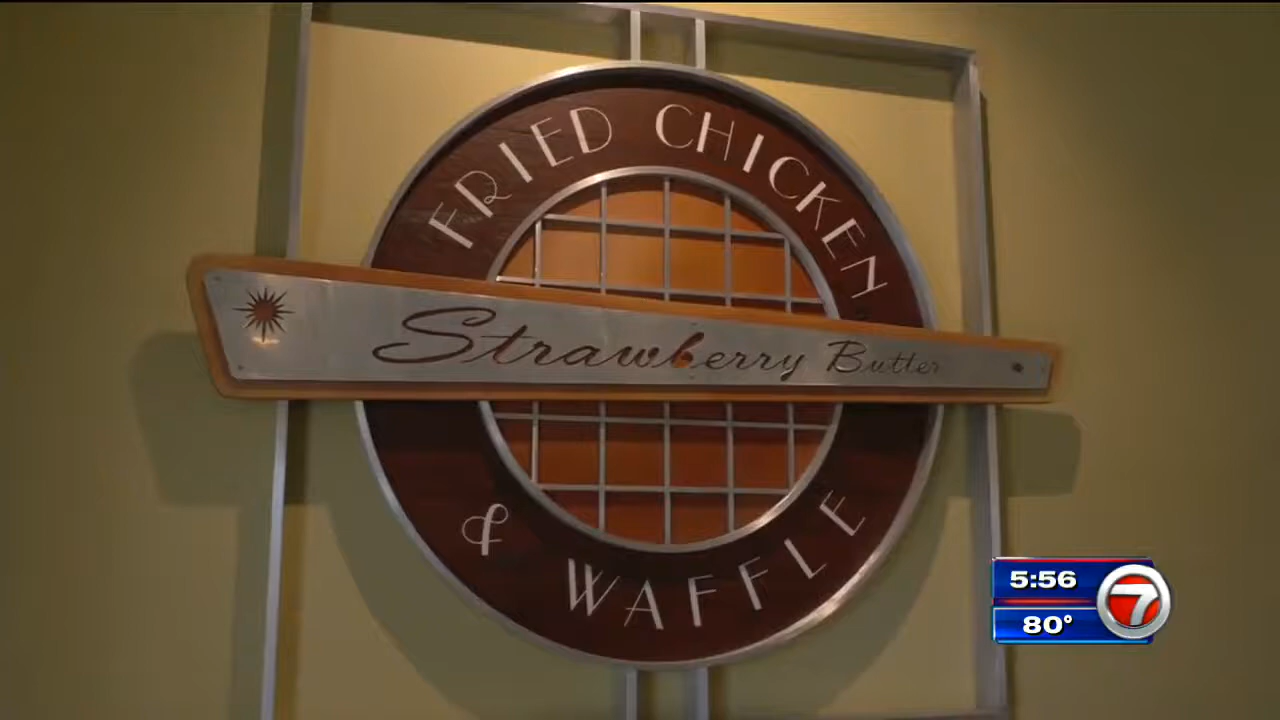 FRIED CHICKEN
Strawberry Butter
& WAFFLE
5:56
7
80°